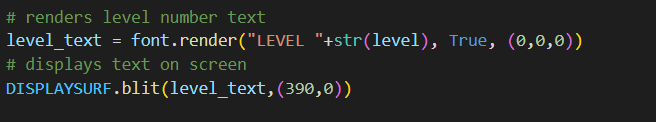 # renders level number text
level_text = font.render("LEVEL "+str(level), True, (0,0,0))
# displays text on screen
DISPLAYSURF.blit(level_text,(390,0))